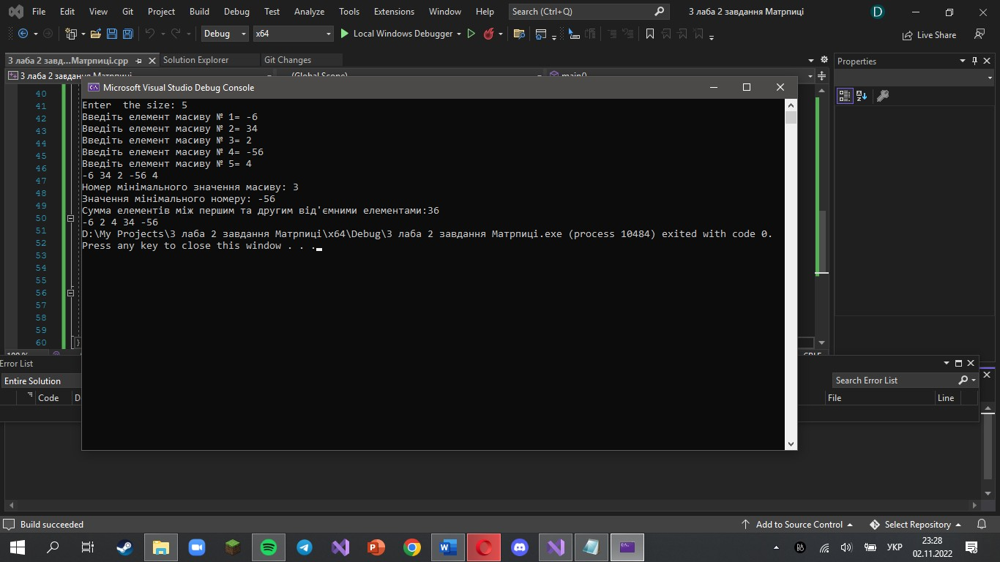 File Edit View Git Project Build Debug Test Analyze Tools Extensions Window Help Search (Ctrl+Q) 3 лаба 2 завдання Матрпиці D
Debug x64 Local Windows Debugger Live Share
3 лаба 2 завд...Матрпиці.cpp Solution Explorer Git Changes Properties
3 лаба 2 завдання Матрпиці (Global Scope) main()
Microsoft Visual Studio Debug Console
40
41
42
43
44
45
46
47
48
49
50
51
52
53
54
55
56
57
58
59
60
Enter  the size: 5
Введіть елемент масиву № 1= -6
Введіть елемент масиву № 2= 34
Введіть елемент масиву № 3= 2
Введіть елемент масиву № 4= -56
Введіть елемент масиву № 5= 4
-6 34 2 -56 4
Номер мінімального значення масиву: 3
Значення мінімального номеру: -56
Сумма елементів між першим та другим від'ємними елементами:36
-6 2 4 34 -56
D:\My Projects\3 лаба 2 завдання Матрпиці\x64\Debug\3 лаба 2 завдання Матрпиці.exe (process 10484) exited with code 0.
Press any key to close this window . . .
Error List
Entire Solution Search Error List
Code D File Line
Build succeeded Add to Source Control Select Repository
УКР 23:28
02.11.2022